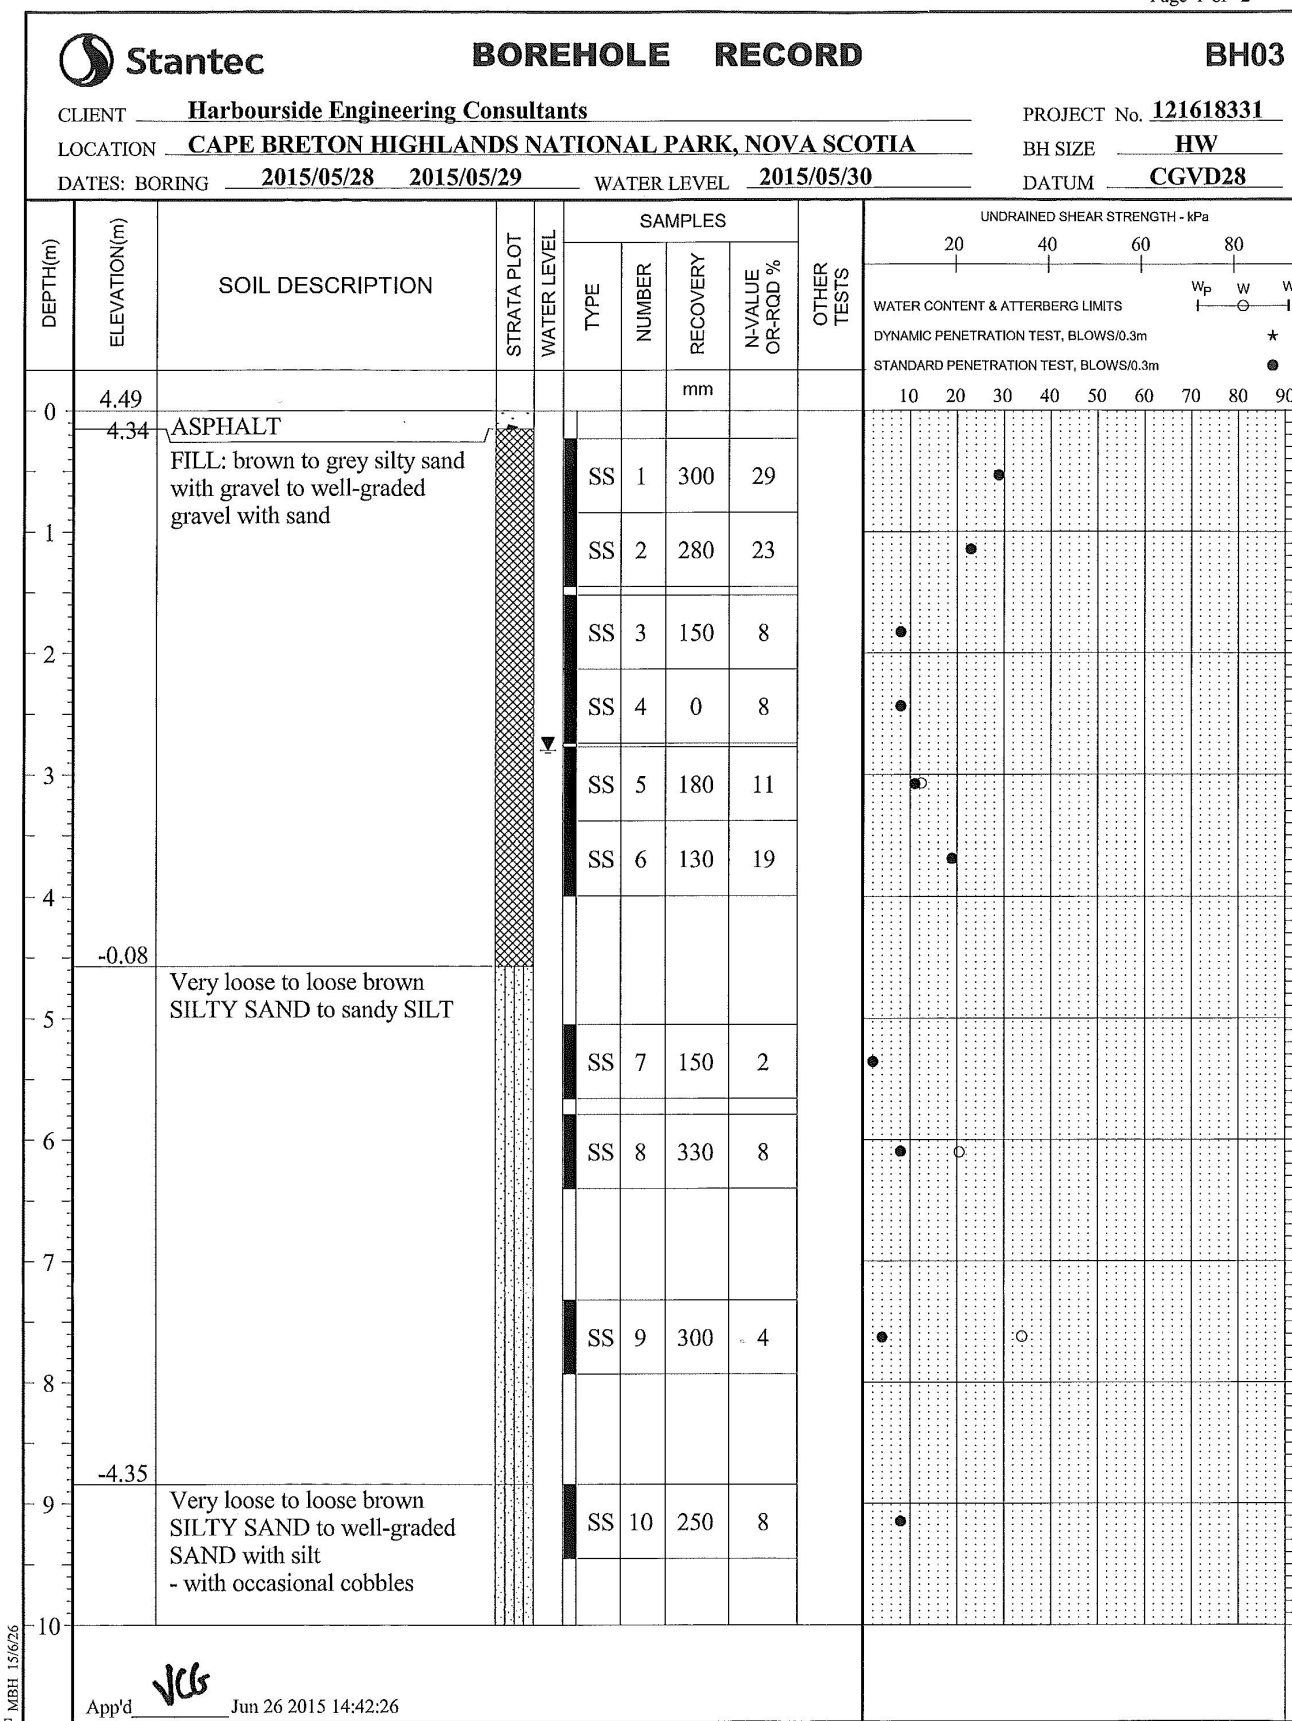 Page 1 of 2
Stantec BOREHOLE RECORD BH03
CLIENT Harbourside Engineering Consultants PROJECT No. 121618331
LOCATION CAPE BRETON HIGHLANDS NATIONAL PARK, NOVA SCOTIA BH SIZE HW
DATES: BORING 2015/05/28 2015/05/29 WATER LEVEL 2015/05/30 DATUM CGVD28
DEPTH(m) ELEVATION(m) SOIL DESCRIPTION STRATA PLOT WATER LEVEL SAMPLES
TYPE NUMBER RECOVERY N-VALUE OR-RQD % OTHER TESTS
UNDRAINED SHEAR STRENGTH - kPa
20 40 60 80
WATER CONTENT & ATTERBERG LIMITS WP W W
DYNAMIC PENETRATION TEST, BLOWS/0.3m ★
STANDARD PENETRATION TEST, BLOWS/0.3m ●
mm
10 20 30 40 50 60 70 80 90
0 4.49
4.34 ASPHALT
FILL: brown to grey silty sand
with gravel to well-graded
gravel with sand
SS 1 300 29
1
SS 2 280 23
SS 3 150 8
2
SS 4 0 8
3
SS 5 180 11
SS 6 130 19
4
-0.08
Very loose to loose brown
SILTY SAND to sandy SILT
5
SS 7 150 2
6
SS 8 330 8
7
SS 9 300 4
8
-4.35
9
Very loose to loose brown
SILTY SAND to well-graded
SAND with silt
- with occasional cobbles
SS 10 250 8
10
MBH 15/6/26
App'd VCG Jun 26 2015 14:42:26